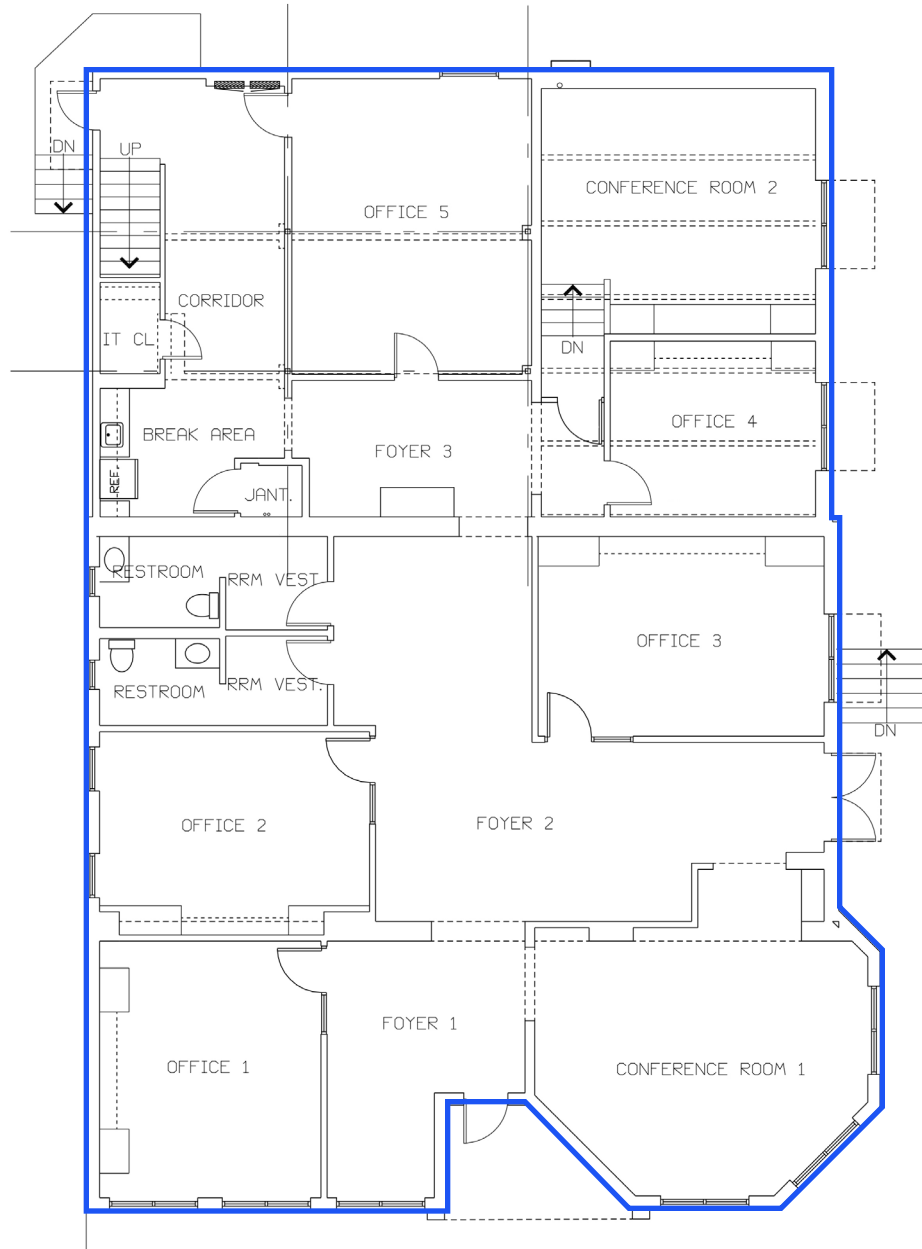 DN
UP
CONFERENCE ROOM 2
OFFICE 5
CORRIDOR
IT CL
DN
OFFICE 4
BREAK AREA
FOYER 3
REF.
JANT.
RESTROOM
RRM VEST.
OFFICE 3
RESTROOM
RRM VEST.
DN
OFFICE 2
FOYER 2
FOYER 1
OFFICE 1
CONFERENCE ROOM 1